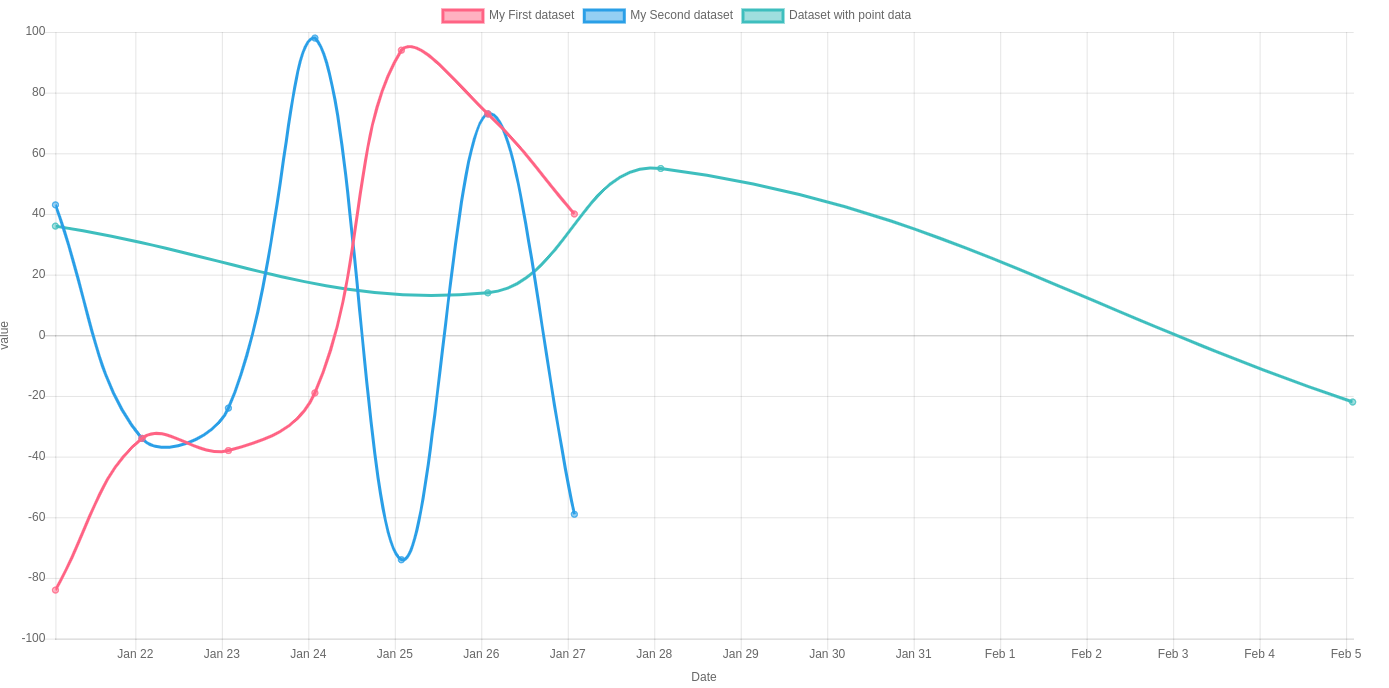 My First dataset My Second dataset Dataset with point data
100
80
60
40
20
0
-20
-40
-60
-80
-100
value
Jan 22 Jan 23 Jan 24 Jan 25 Jan 26 Jan 27 Jan 28 Jan 29 Jan 30 Jan 31 Feb 1 Feb 2 Feb 3 Feb 4 Feb 5
Date